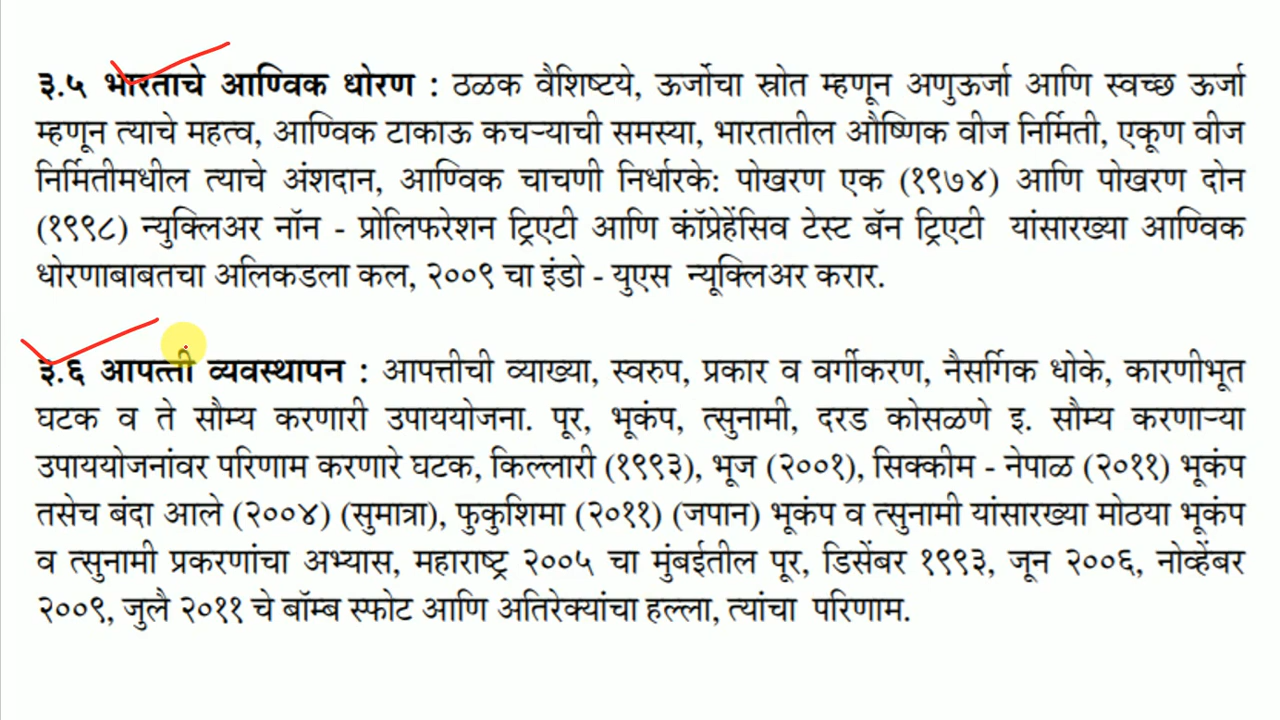 ३.५ भारताचे आण्विक धोरण : ठळक वैशिष्टये, ऊर्जोचा स्रोत म्हणून अणुऊर्जा आणि स्वच्छ ऊर्जा
म्हणून त्याचे महत्व, आण्विक टाकाऊ कचऱ्याची समस्या, भारतातील औष्णिक वीज निर्मिती, एकूण वीज
निर्मितीमधील त्याचे अंशदान, आण्विक चाचणी निर्धारके: पोखरण एक (१९७४) आणि पोखरण दोन
(१९९८) न्युक्लिअर नॉन - प्रोलिफरेशन ट्रिएटी आणि कॉंप्रेहेंसिव टेस्ट बॅन ट्रिएटी यांसारख्या आण्विक
धोरणाबाबतचा अलिकडला कल, २००९ चा इंडो - युएस न्यूक्लिअर करार.
३.६ आपत्ती व्यवस्थापन : आपत्तीची व्याख्या, स्वरुप, प्रकार व वर्गीकरण, नैसर्गिक धोके, कारणीभूत
घटक व ते सौम्य करणारी उपाययोजना. पूर, भूकंप, त्सुनामी, दरड कोसळणे इ. सौम्य करणाऱ्या
उपाययोजनांवर परिणाम करणारे घटक, किल्लारी (१९९३), भूज (२००१), सिक्कीम - नेपाळ (२०११) भूकंप
तसेच बंदा आले (२००४) (सुमात्रा), फुकुशिमा (२०११) (जपान) भूकंप व त्सुनामी यांसारख्या मोठया भूकंप
व त्सुनामी प्रकरणांचा अभ्यास, महाराष्ट्र २००५ चा मुंबईतील पूर, डिसेंबर १९९३, जून २००६, नोव्हेंबर
२००९, जुलै २०११ चे बॉम्ब स्फोट आणि अतिरेक्यांचा हल्ला, त्यांचा परिणाम.